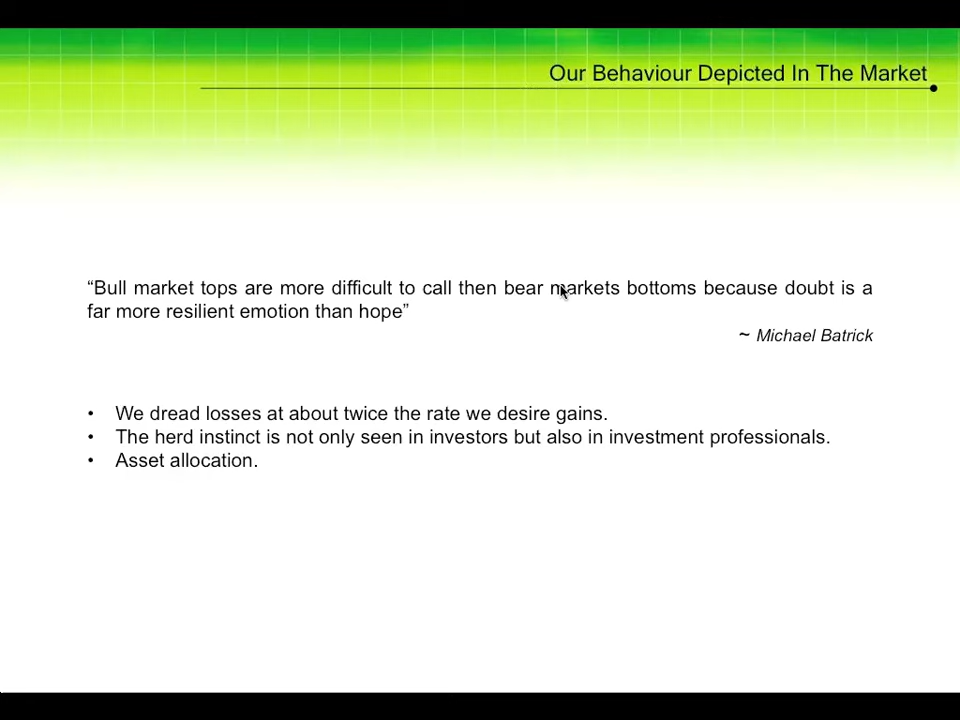 Our Behaviour Depicted In The Market
“Bull market tops are more difficult to call then bear markets bottoms because doubt is a
far more resilient emotion than hope”
~ Michael Batrick
• We dread losses at about twice the rate we desire gains.
• The herd instinct is not only seen in investors but also in investment professionals.
• Asset allocation.